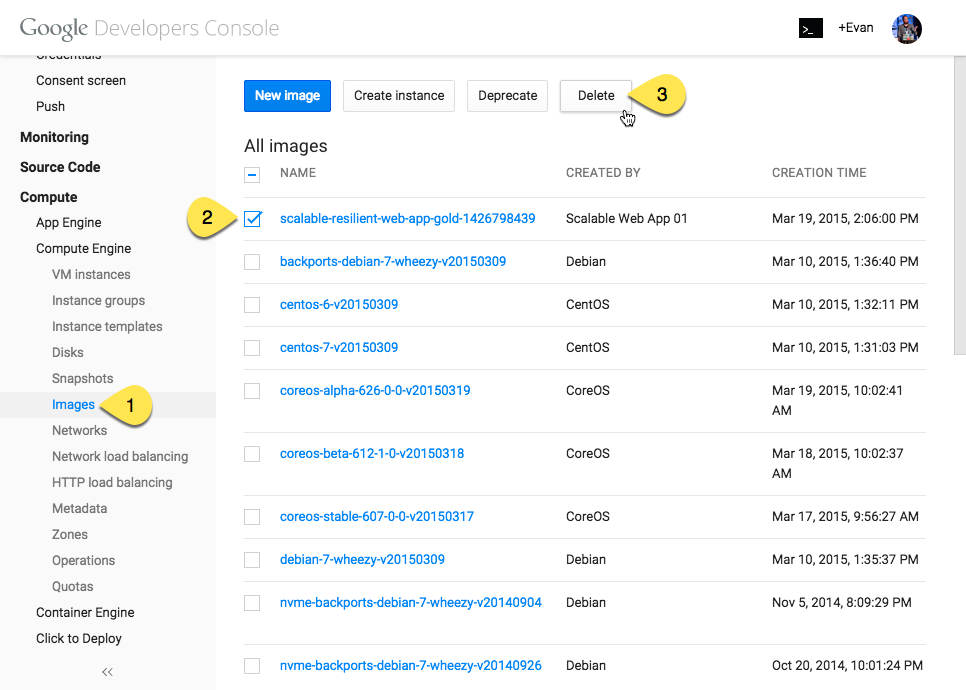 Google Developers Console
>_
+Evan
Credentials
Consent screen
Push
Monitoring
Source Code
Compute
App Engine
Compute Engine
VM instances
Instance groups
Instance templates
Disks
Snapshots
Images
1
Networks
Network load balancing
HTTP load balancing
Metadata
Zones
Operations
Quotas
Container Engine
Click to Deploy
New image Create instance Deprecate Delete 3
All images
NAME CREATED BY CREATION TIME
2 scalable-resilient-web-app-gold-1426798439 Scalable Web App 01 Mar 19, 2015, 2:06:00 PM
backports-debian-7-wheezy-v20150309 Debian Mar 10, 2015, 1:36:40 PM
centos-6-v20150309 CentOS Mar 10, 2015, 1:32:11 PM
centos-7-v20150309 CentOS Mar 10, 2015, 1:31:03 PM
coreos-alpha-626-0-0-v20150319 CoreOS Mar 19, 2015, 10:02:41
AM
coreos-beta-612-1-0-v20150318 CoreOS Mar 18, 2015, 10:02:37
AM
coreos-stable-607-0-0-v20150317 CoreOS Mar 17, 2015, 9:56:27 AM
debian-7-wheezy-v20150309 Debian Mar 10, 2015, 1:35:37 PM
nvme-backports-debian-7-wheezy-v20140904 Debian Nov 5, 2014, 8:09:29 PM
nvme-backports-debian-7-wheezy-v20140926 Debian Oct 20, 2014, 10:01:24 PM